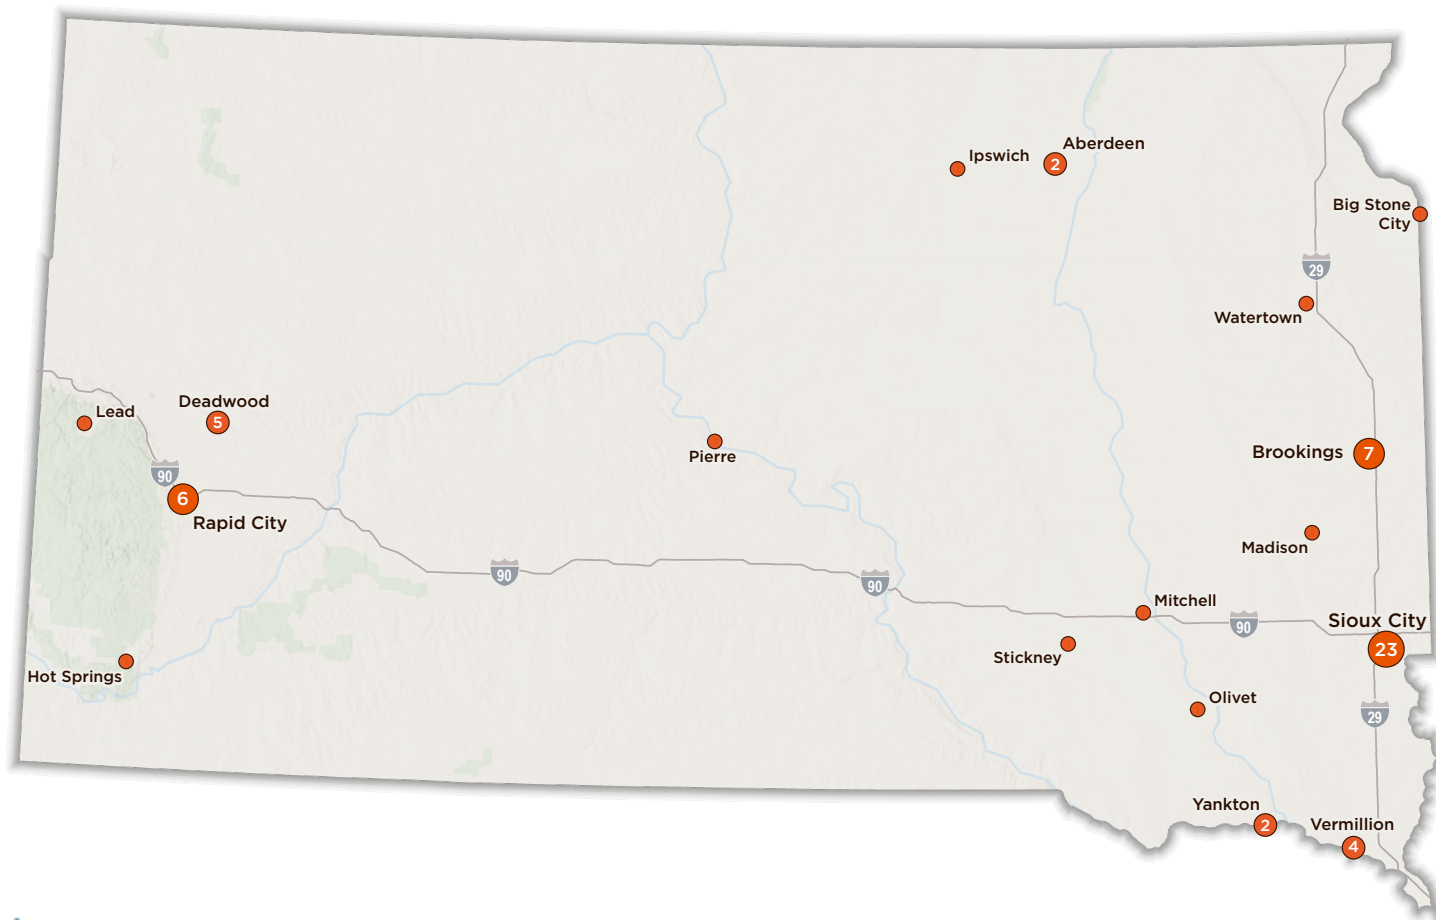 Aberdeen
Ipswich
2
Big Stone
City
29
Watertown
Lead
Deadwood
5
Pierre
Brookings
7
90
6
Rapid City
Madison
90
90
Mitchell
90
Sioux City
23
Stickney
Hot Springs
Olivet
29
Yankton
2
Vermillion
4